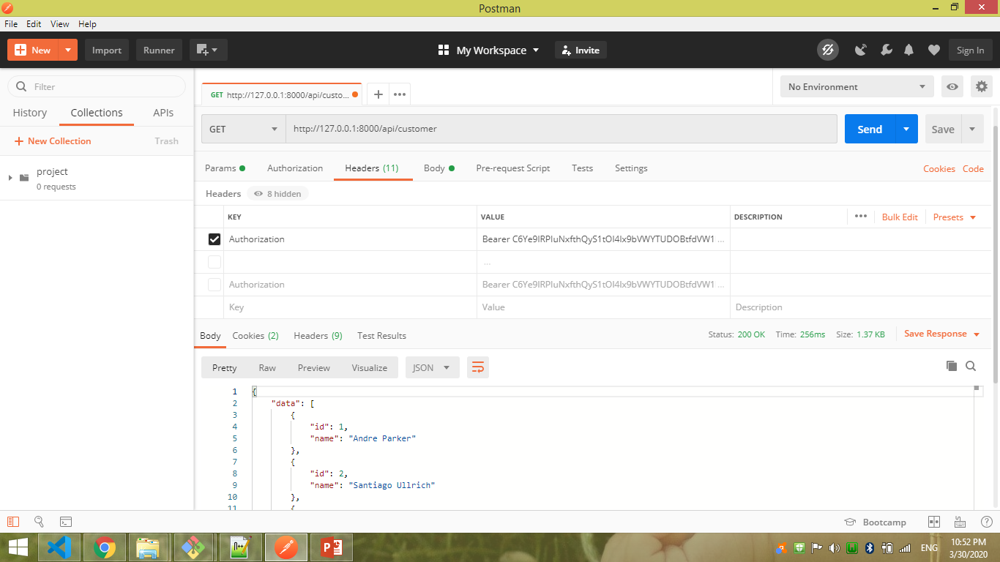 Postman
File Edit View Help
New Import Runner My Workspace Invite Sign In
Filter
History Collections APIs
New Collection Trash
project
0 requests
GET http://127.0.0.1:8000/api/custo... No Environment
GET http://127.0.0.1:8000/api/customer Send Save
Params Authorization Headers (11) Body Pre-request Script Tests Settings Cookies Code
Headers 8 hidden
KEY VALUE DESCRIPTION ••• Bulk Edit Presets
Authorization Bearer C6Ye9IRPIuNxfthQyS1tOI4Ix9bVWYTUDOBtfdVW1 ...
...
Authorization Bearer C6Ye9IRPIuNxfthQyS1tOI4Ix9bVWYTUDOBtfdVW1 ...
Key Value Description
Body Cookies (2) Headers (9) Test Results Status: 200 OK Time: 256ms Size: 1.37 KB Save Response
Pretty Raw Preview Visualize JSON
1 {
2 "data": [
3 {
4 "id": 1,
5 "name": "Andre Parker"
6 },
7 {
8 "id": 2,
9 "name": "Santiago Ullrich"
10 },
11 {
Bootcamp
ENG 10:52 PM
3/30/2020